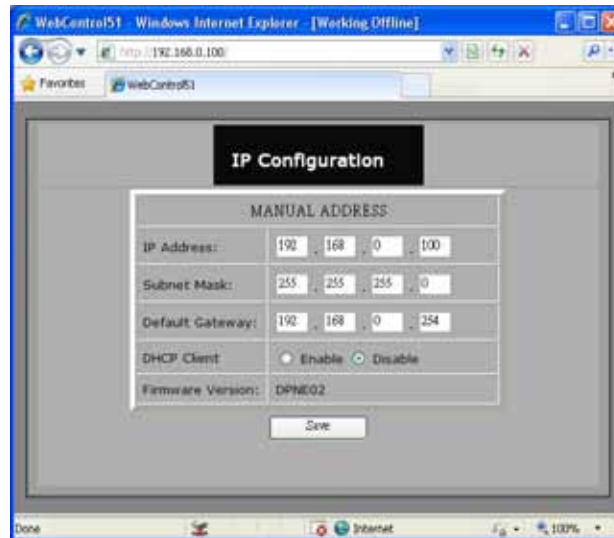 WebControl51 - Windows Internet Explorer - [Working Offline]
http://192.168.0.100/
Favorites WebControl51
IP Configuration
MANUAL ADDRESS
IP Address: 192 . 168 . 0 . 100
Subnet Mask: 255 . 255 . 255 . 0
Default Gateway: 192 . 168 . 0 . 254
DHCP Client Enable Disable
Firmware Version: DPNE02
Save
Done Internet 100%